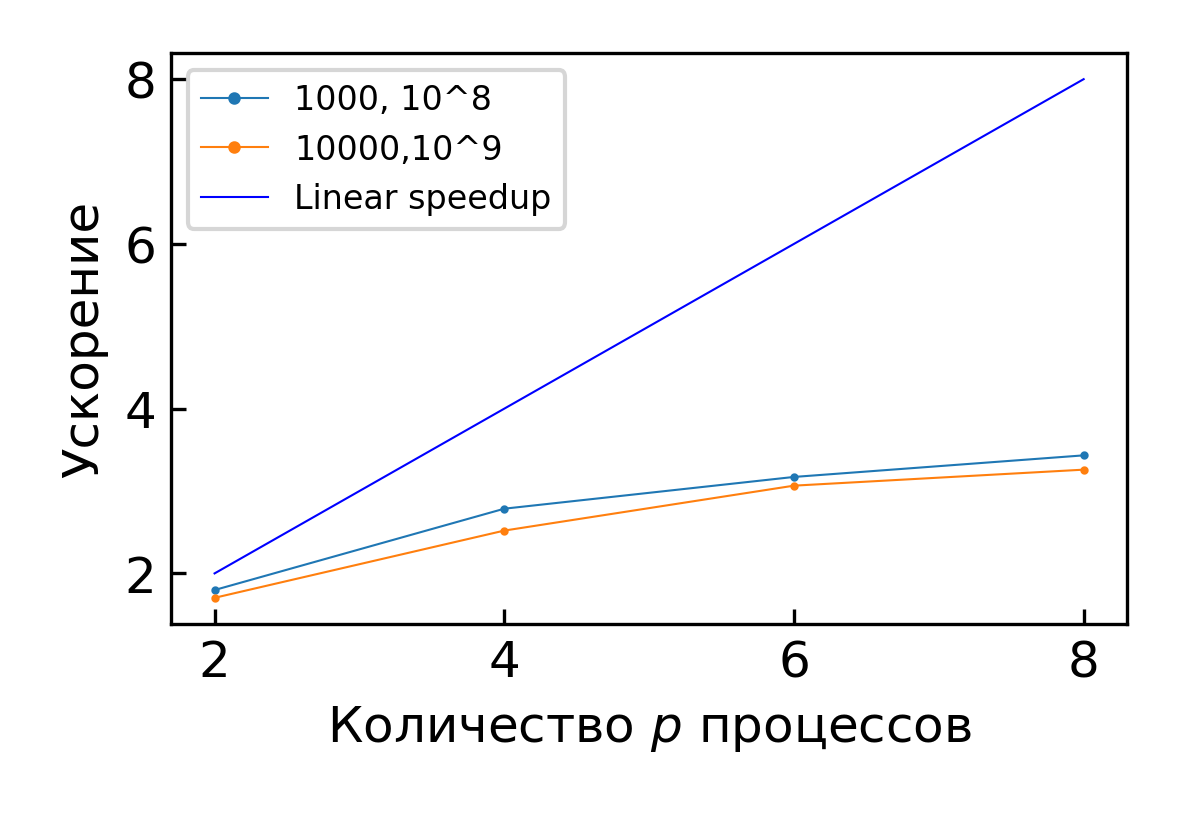 8
6
4
2
1000, 10^8
10000,10^9
Linear speedup
Ускорение
2 4 6 8
Количество p процессов